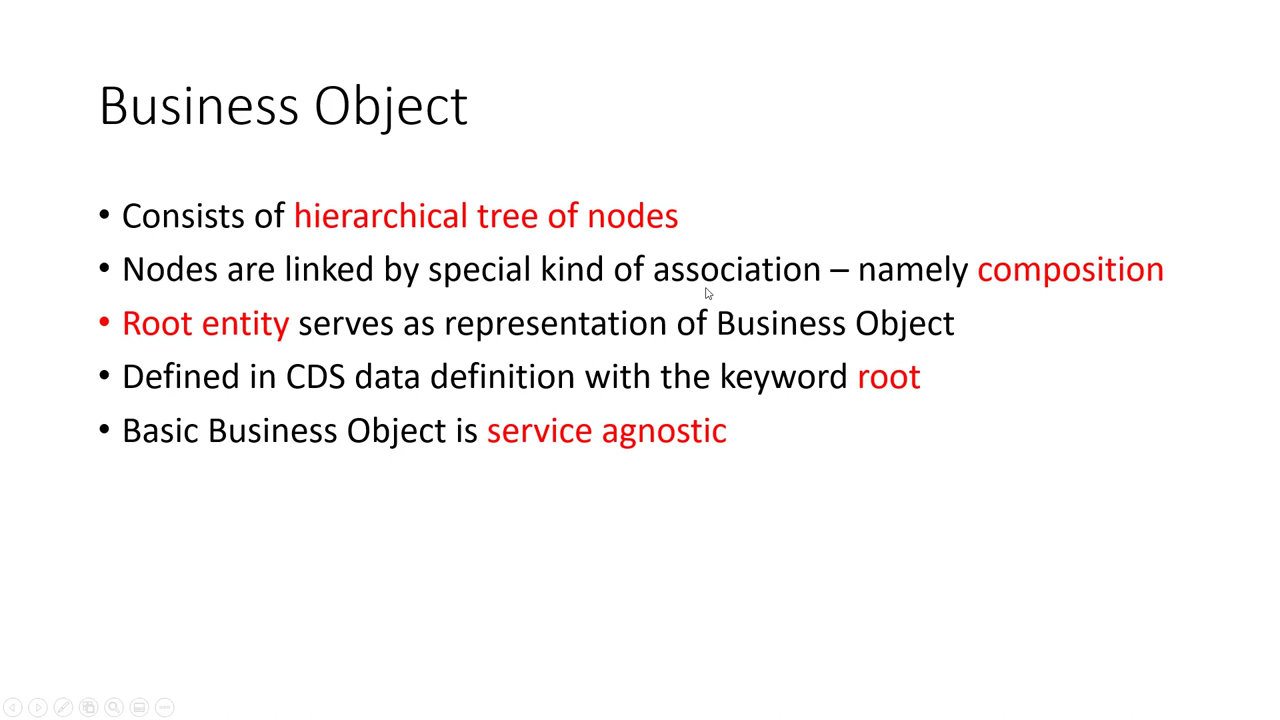 Business Object
• Consists of hierarchical tree of nodes
• Nodes are linked by special kind of association – namely composition
• Root entity serves as representation of Business Object
• Defined in CDS data definition with the keyword root
• Basic Business Object is service agnostic